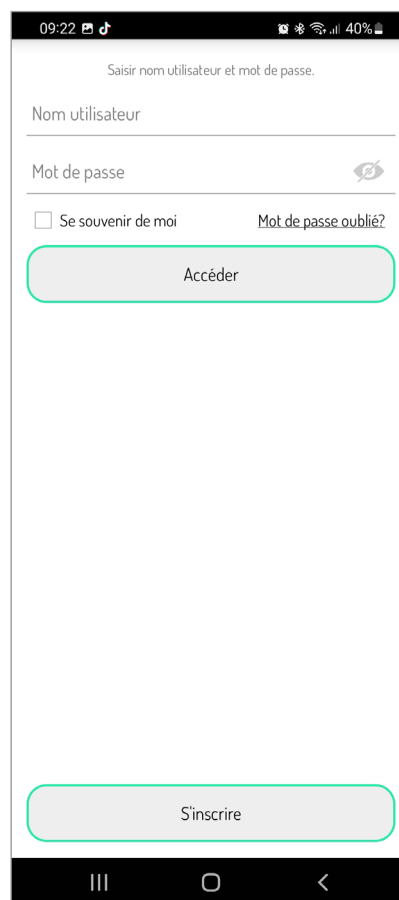 09:22 40%
Saisir nom utilisateur et mot de passe.
Nom utilisateur
Mot de passe
Se souvenir de moi Mot de passe oublié?
Accéder
S'inscrire